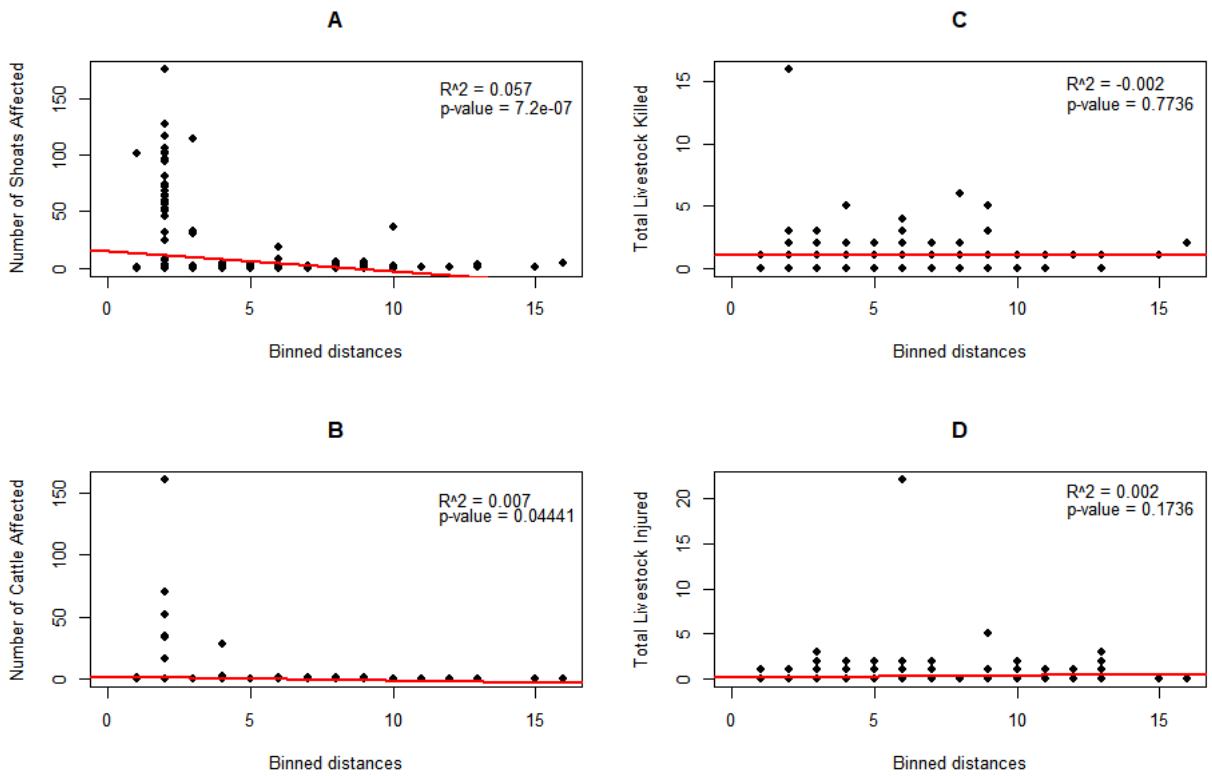 A
Number of Shoats Affected
150
100
50
0
R^2 = 0.057
p-value = 7.2e-07
0 5 10 15
Binned distances
C
Total Livestock Killed
15
10
5
0
R^2 = -0.002
p-value = 0.7736
0 5 10 15
Binned distances
B
Number of Cattle Affected
150
100
50
0
R^2 = 0.007
p-value = 0.04441
0 5 10 15
Binned distances
D
Total Livestock Injured
20
15
10
5
0
R^2 = 0.002
p-value = 0.1736
0 5 10 15
Binned distances